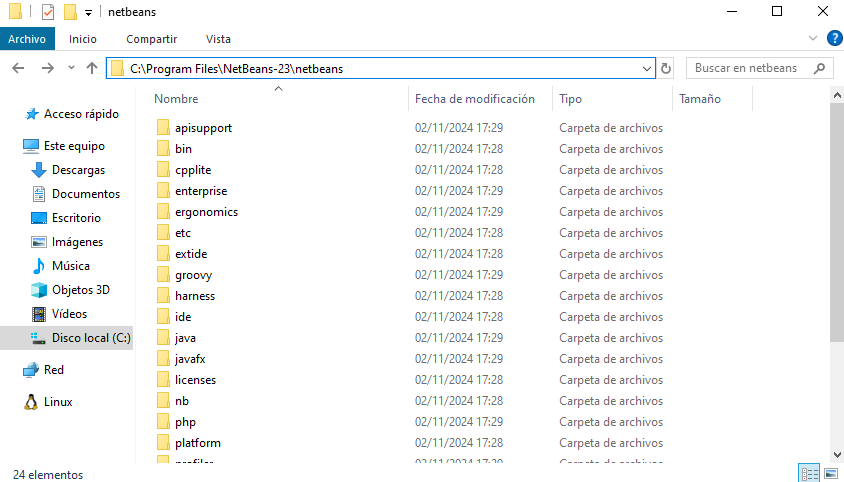 netbeans
Archivo Inicio Compartir Vista
C:\Program Files\NetBeans-23\netbeans
Buscar en netbeans
Nombre Fecha de modificación Tipo Tamaño
Acceso rápido
Este equipo
Descargas
Documentos
Escritorio
Imágenes
Música
Objetos 3D
Vídeos
Disco local (C:)
Red
Linux
apisupport 02/11/2024 17:29 Carpeta de archivos
bin 02/11/2024 17:28 Carpeta de archivos
cpplite 02/11/2024 17:28 Carpeta de archivos
enterprise 02/11/2024 17:29 Carpeta de archivos
ergonomics 02/11/2024 17:29 Carpeta de archivos
etc 02/11/2024 17:28 Carpeta de archivos
extide 02/11/2024 17:28 Carpeta de archivos
groovy 02/11/2024 17:29 Carpeta de archivos
harness 02/11/2024 17:28 Carpeta de archivos
ide 02/11/2024 17:28 Carpeta de archivos
java 02/11/2024 17:29 Carpeta de archivos
javafx 02/11/2024 17:29 Carpeta de archivos
licenses 02/11/2024 17:28 Carpeta de archivos
nb 02/11/2024 17:28 Carpeta de archivos
php 02/11/2024 17:29 Carpeta de archivos
platform 02/11/2024 17:28 Carpeta de archivos
24 elementos